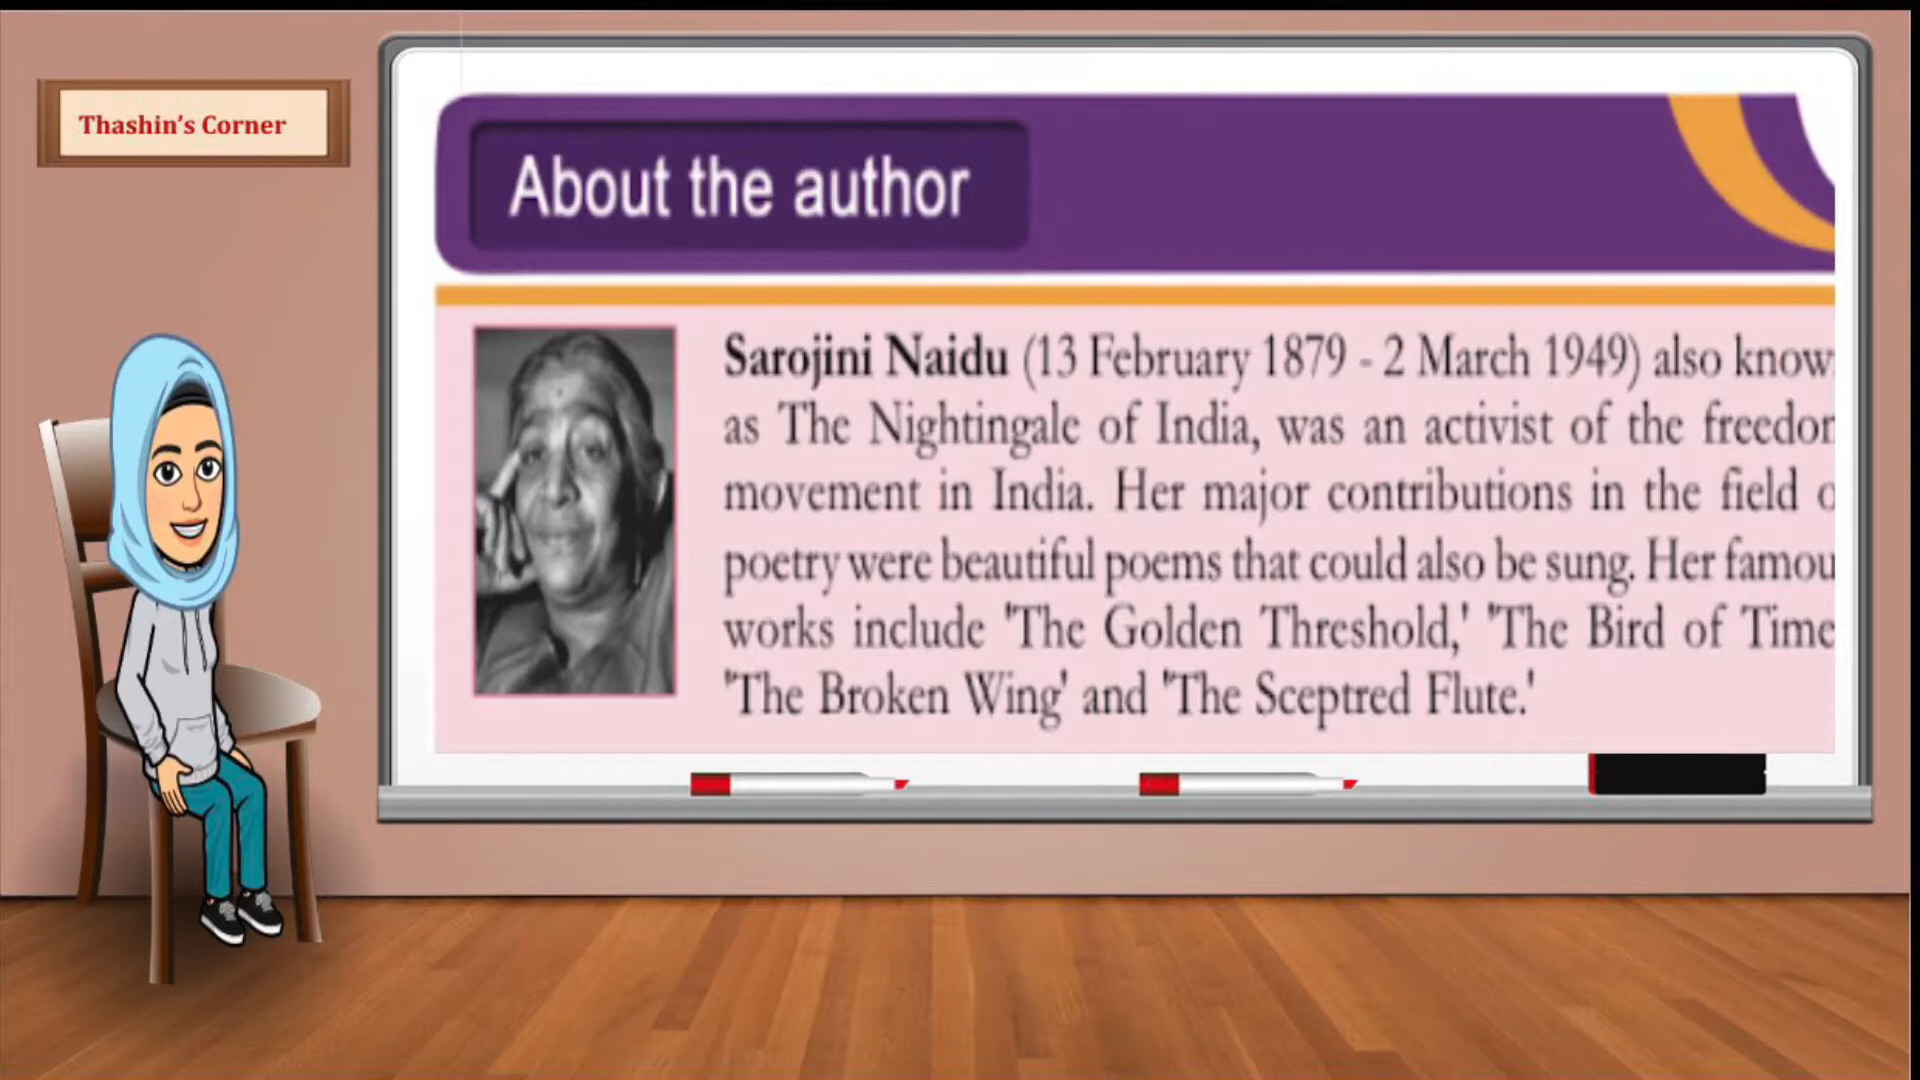 Thashin's Corner
About the author
Sarojini Naidu (13 February 1879 - 2 March 1949) also know
as The Nightingale of India, was an activist of the
movement in India. Her major contributions in the field
poetry were beautiful poems that could also be sung. Her
works include 'The Golden Threshold,' 'The Bird of Time
'The Broken Wing' and 'The Sceptred Flute.'